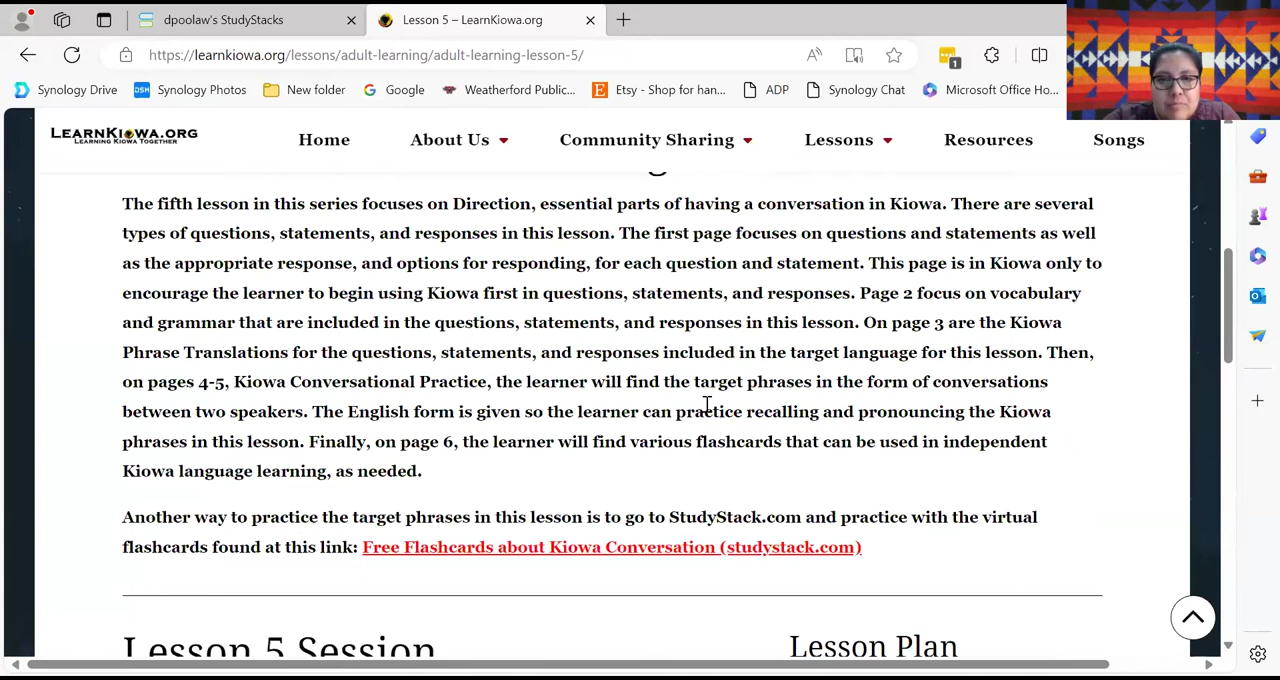 dpoolaw's StudyStacks
Lesson 5 – LearnKiowa.org
https://learnkiowa.org/lessons/adult-learning/adult-learning-lesson-5/
1
Synology Drive
DSH Synology Photos
New folder
G Google
Weatherford Public...
E Etsy - Shop for han...
ADP
Synology Chat
Microsoft Office Ho...
LEARNKIOWA.ORG
LEARNING KIOWA TOGETHER
Home
About Us
Community Sharing
Lessons
Resources
Songs
The fifth lesson in this series focuses on Direction, essential parts of having a conversation in Kiowa. There are several
types of questions, statements, and responses in this lesson. The first page focuses on questions and statements as well
as the appropriate response, and options for responding, for each question and statement. This page is in Kiowa only to
encourage the learner to begin using Kiowa first in questions, statements, and responses. Page 2 focus on vocabulary
and grammar that are included in the questions, statements, and responses in this lesson. On page 3 are the Kiowa
Phrase Translations for the questions, statements, and responses included in the target language for this lesson. Then,
on pages 4-5, Kiowa Conversational Practice, the learner will find the target phrases in the form of conversations
between two speakers. The English form is given so the learner can practice recalling and pronouncing the Kiowa
phrases in this lesson. Finally, on page 6, the learner will find various flashcards that can be used in independent
Kiowa language learning, as needed.
Another way to practice the target phrases in this lesson is to go to StudyStack.com and practice with the virtual
flashcards found at this link: Free Flashcards about Kiowa Conversation (studystack.com)
Lesson 5 Session
Lesson Plan